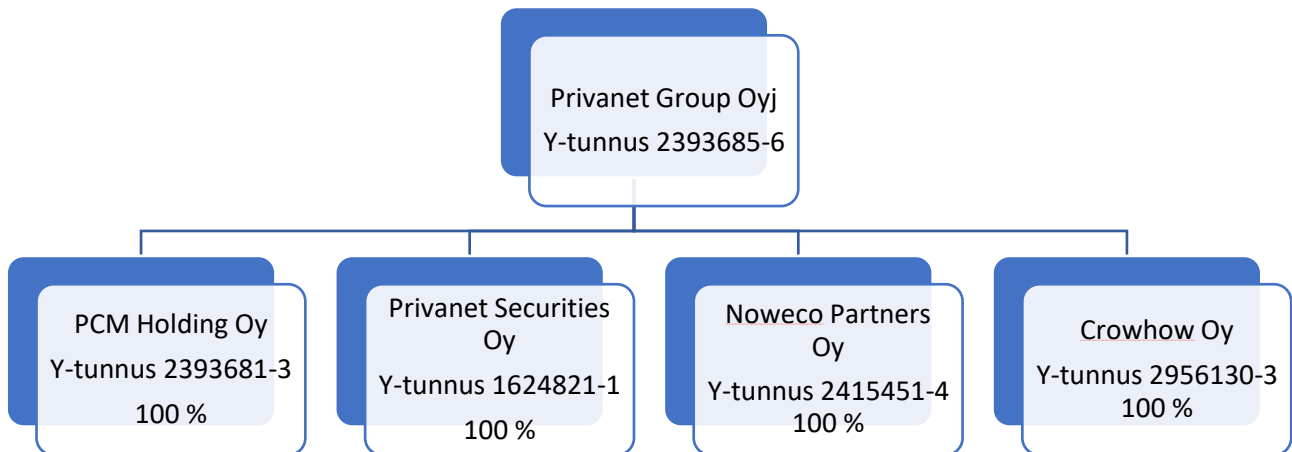 Privanet Group Oyj
Y-tunnus 2393685-6
PCM Holding Oy
Y-tunnus 2393681-3
100 %
Privanet Securities
Oy
Y-tunnus 1624821-1
100 %
Noweco Partners
Oy
Y-tunnus 2415451-4
100 %
Crowhow Oy
Y-tunnus 2956130-3
100 %